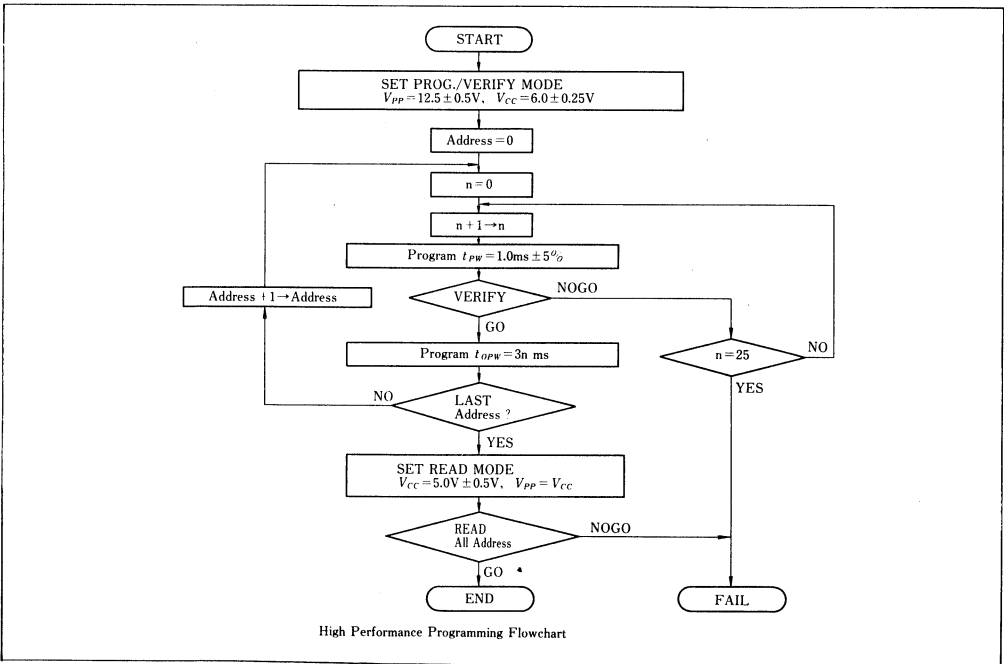 START
SET PROG./VERIFY MODE
VPP=12.5±0.5V, VCC=6.0±0.25V
Address=0
n=0
n+1→n
Program tPW=1.0ms±5%
VERIFY
NOGO
Address+1→Address
GO
Program tOPW=3n ms
n=25
NO
YES
NO
LAST
Address ?
YES
SET READ MODE
VCC=5.0V±0.5V, VPP=VCC
READ
All Address
NOGO
GO
END
FAIL
High Performance Programming Flowchart